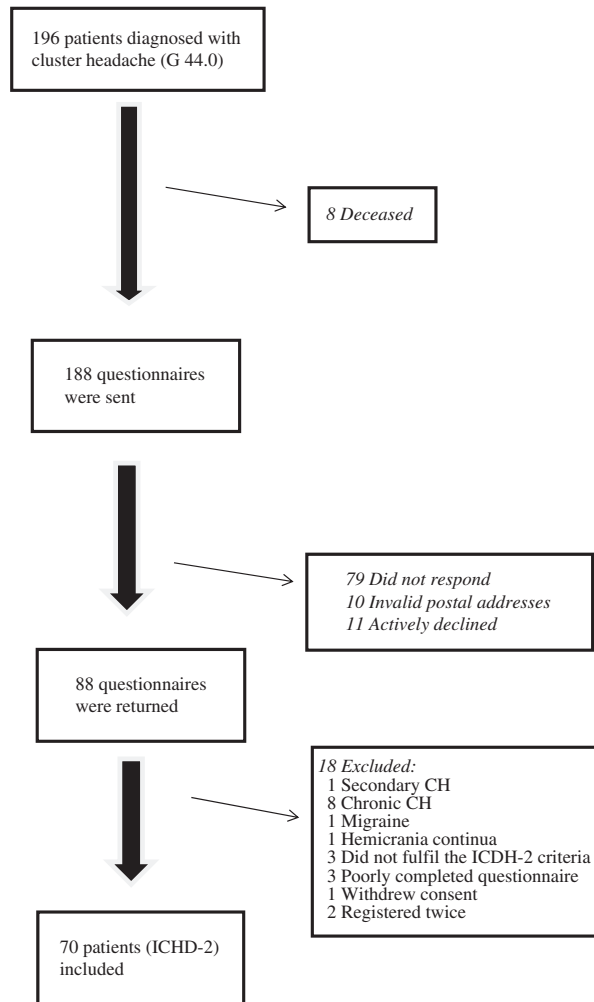 196 patients diagnosed with
cluster headache (G 44.0)
8 Deceased
188 questionnaires
were sent
79 Did not respond
10 Invalid postal addresses
11 Actively declined
88 questionnaires
were returned
18 Excluded:
1 Secondary CH
8 Chronic CH
1 Migraine
1 Hemicrania continua
3 Did not fulfil the ICDH-2 criteria
3 Poorly completed questionnaire
1 Withdrew consent
2 Registered twice
70 patients (ICHD-2)
included